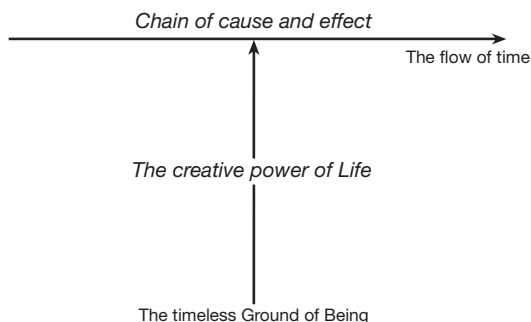 Chain of cause and effect
The flow of time
The creative power of Life
The timeless Ground of Being